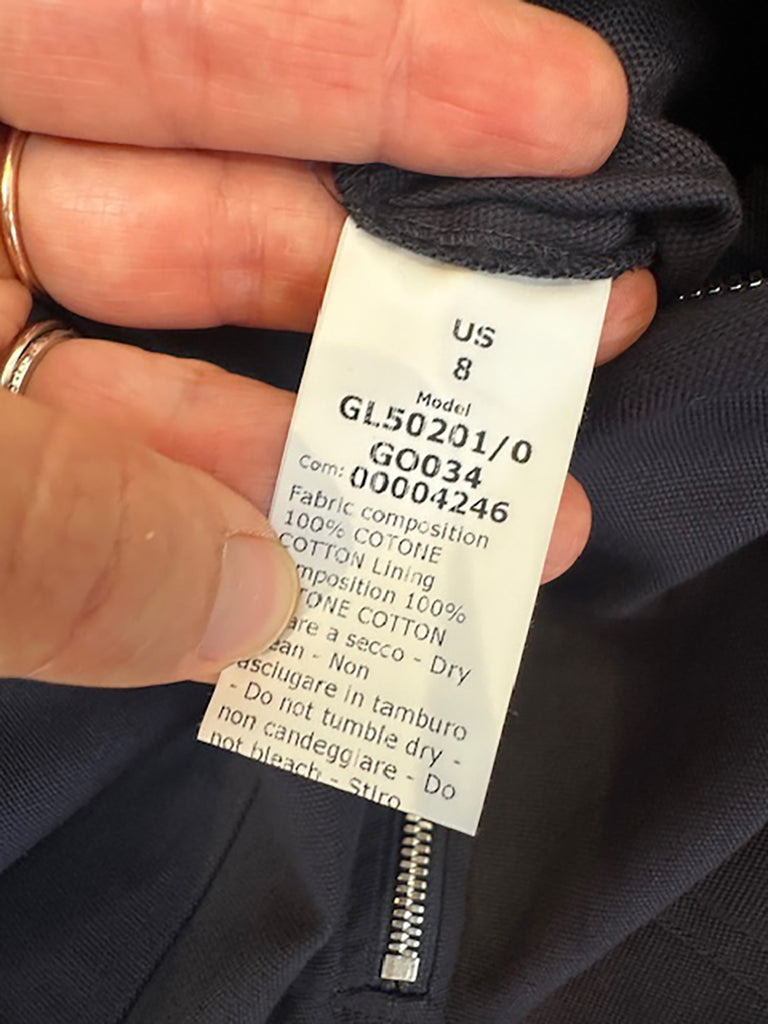 US
8
Model
GL50201/0
GO034
Com: 00004246
Fabric composition
100% COTONE
COTTON Lining
mposition 100%
TONE COTTON
are a secco - Dry
ean - Non
asciugare in tamburo
- Do not tumble dry -
non candeggiare - Do
not bleach - Stiro